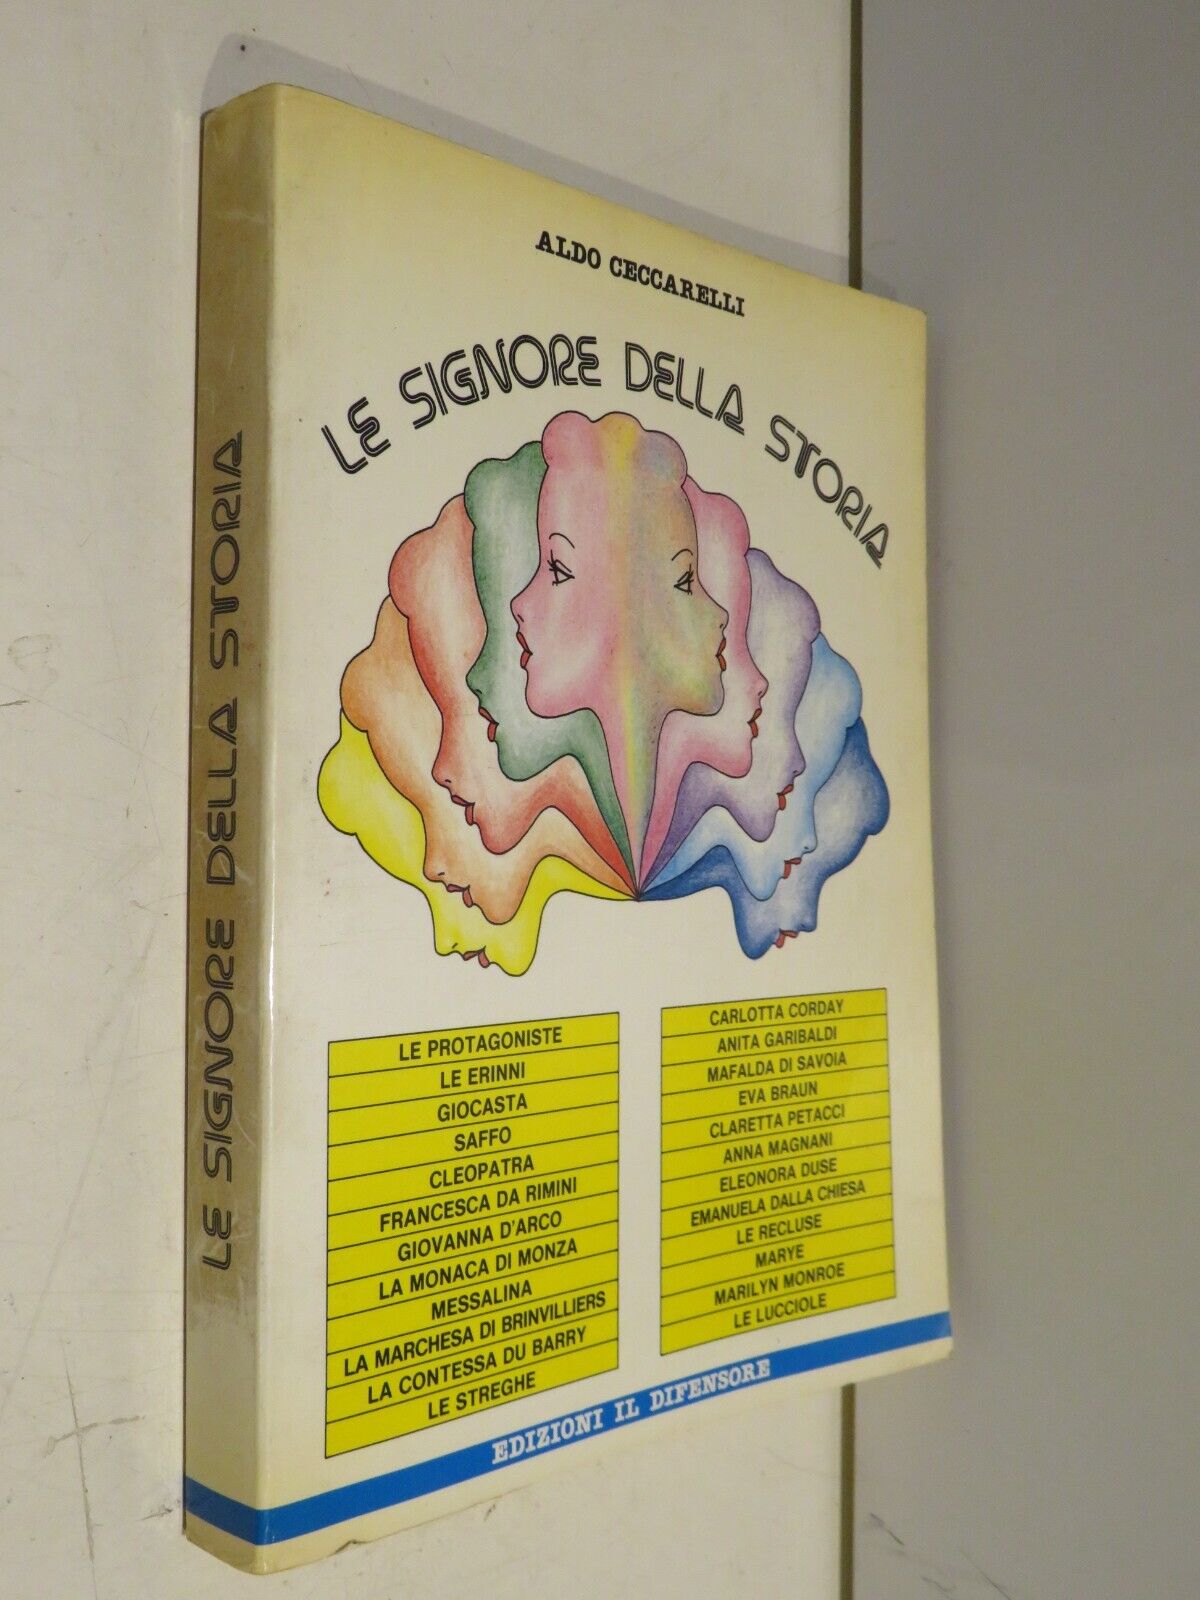 LE SIGNORE DELLA STORIA
ALDO CECCARELLI
LE SIGNORE DELLA STORIA
LE PROTAGONISTE
LE ERINNI
GIOCASTA
SAFFO
CLEOPATRA
FRANCESCA DA RIMINI
GIOVANNA D'ARCO
LA MONACA DI MONZA
MESSALINA
LA MARCHESA DI BRINVILLIERS
LA CONTESSA DU BARRY
LE STREGHE
CARLOTTA CORDAY
ANITA GARIBALDI
MAFALDA DI SAVOIA
EVA BRAUN
CLARETTA PETACCI
ANNA MAGNANI
ELEONORA DUSE
EMANUELA DALLA CHIESA
LE RECLUSE
MARYE
MARILYN MONROE
LE LUCCIOLE
EDIZIONI IL DIFENSORE